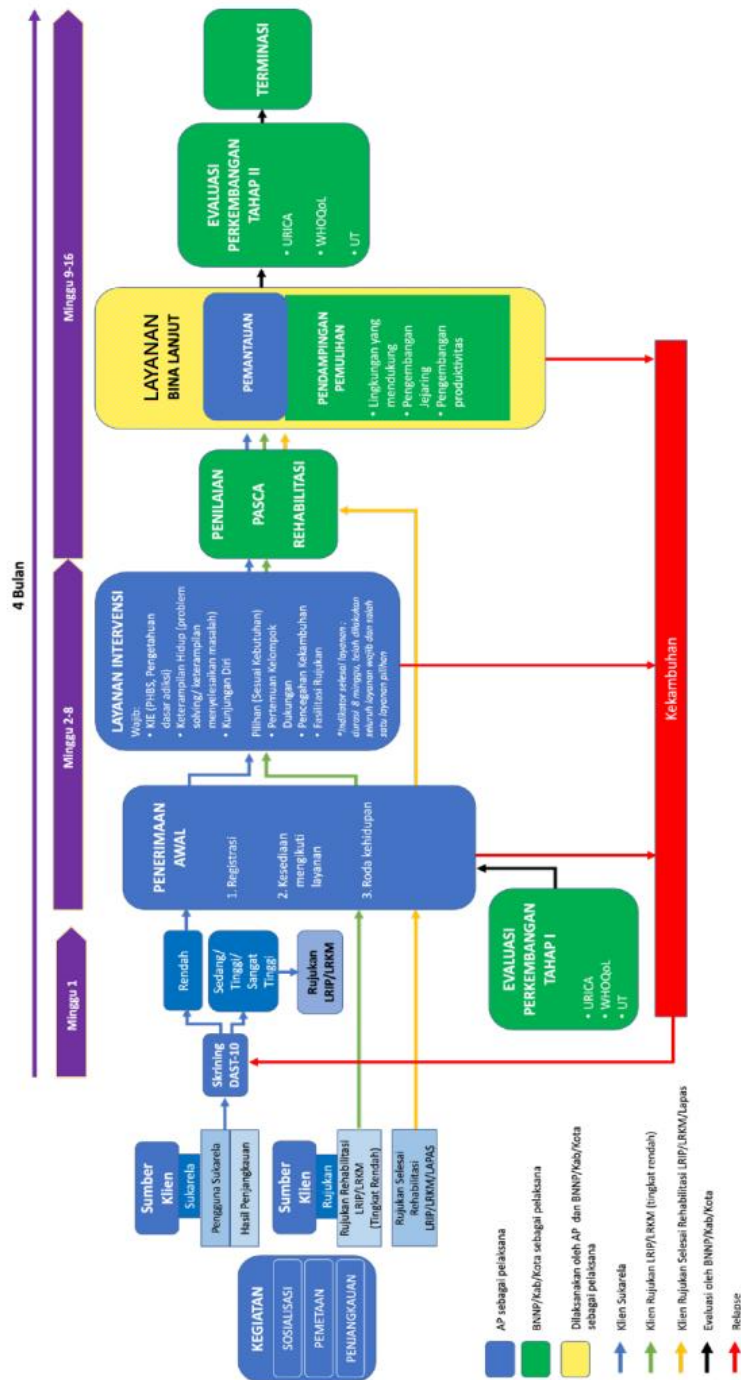 4 Bulan
Minggu 1
Minggu 2-8
Minggu 9-16
KEGIATAN
SOSIALISASI
PEMETAAN
PENJANGKAUAN
Sumber
Klien
Sukarela
Pengguna Sukarela
Hasil Penjangkauan
Sumber
Klien
Rujukan
Rujukan Rehabilitasi
LRIP/LRKM
(Tingkat Rendah)
Rujukan Selesai
Rehabilitasi
LRIP/LRKM/LAPAS
Skrining
DAST-10
Rendah
Sedang/
Tinggi/
Sangat
Tinggi
Rujukan
LRIP/LRKM
PENERIMAAN
AWAL
1. Registrasi
2. Kesediaan
mengikuti
layanan
3. Roda kehidupan
EVALUASI
PERKEMBANGAN
TAHAP I
• URICA
• WHOQoL
• UT
LAYANAN INTERVENSI
Wajib:
• KIE (PHBS, Pengetahuan
dasar adiksi)
• Keterampilan Hidup (problem
solving/ keterampilan
menyelesaikan masalah)
• Kunjungan Diri
Pilihan (Sesuai Kebutuhan)
• Pertemuan Kelompok
Dukungan
• Pencegahan Kekambuhan
• Fasilitasi Rujukan
*Indikator selesai layanan :
durasi 8 minggu, telah dilakukan
seluruh layanan wajib dan salah
satu layanan pilihan
PENILAIAN
PASCA
REHABILITASI
LAYANAN
BINA LANJUT
PEMANTAUAN
PENDAMPINGAN
PEMULIHAN
• Lingkungan yang
mendukung
• Pengembangan
Jejaring
• Pengembangan
produktivitas
EVALUASI
PERKEMBANGAN
TAHAP II
• URICA
• WHOQoL
• UT
TERMINASI
Kekambuhan
AP sebagai pelaksana
BNNP/Kab/Kota sebagai pelaksana
Dilaksanakan oleh AP dan BNNP/Kab/Kota
sebagai pelaksana
Klien Sukarela
Klien Rujukan LRIP/LRKM (tingkat rendah)
Klien Rujukan Selesai Rehabilitasi LRIP/LRKM/Lapas
Evaluasi oleh BNNP/Kab/Kota
Relapse